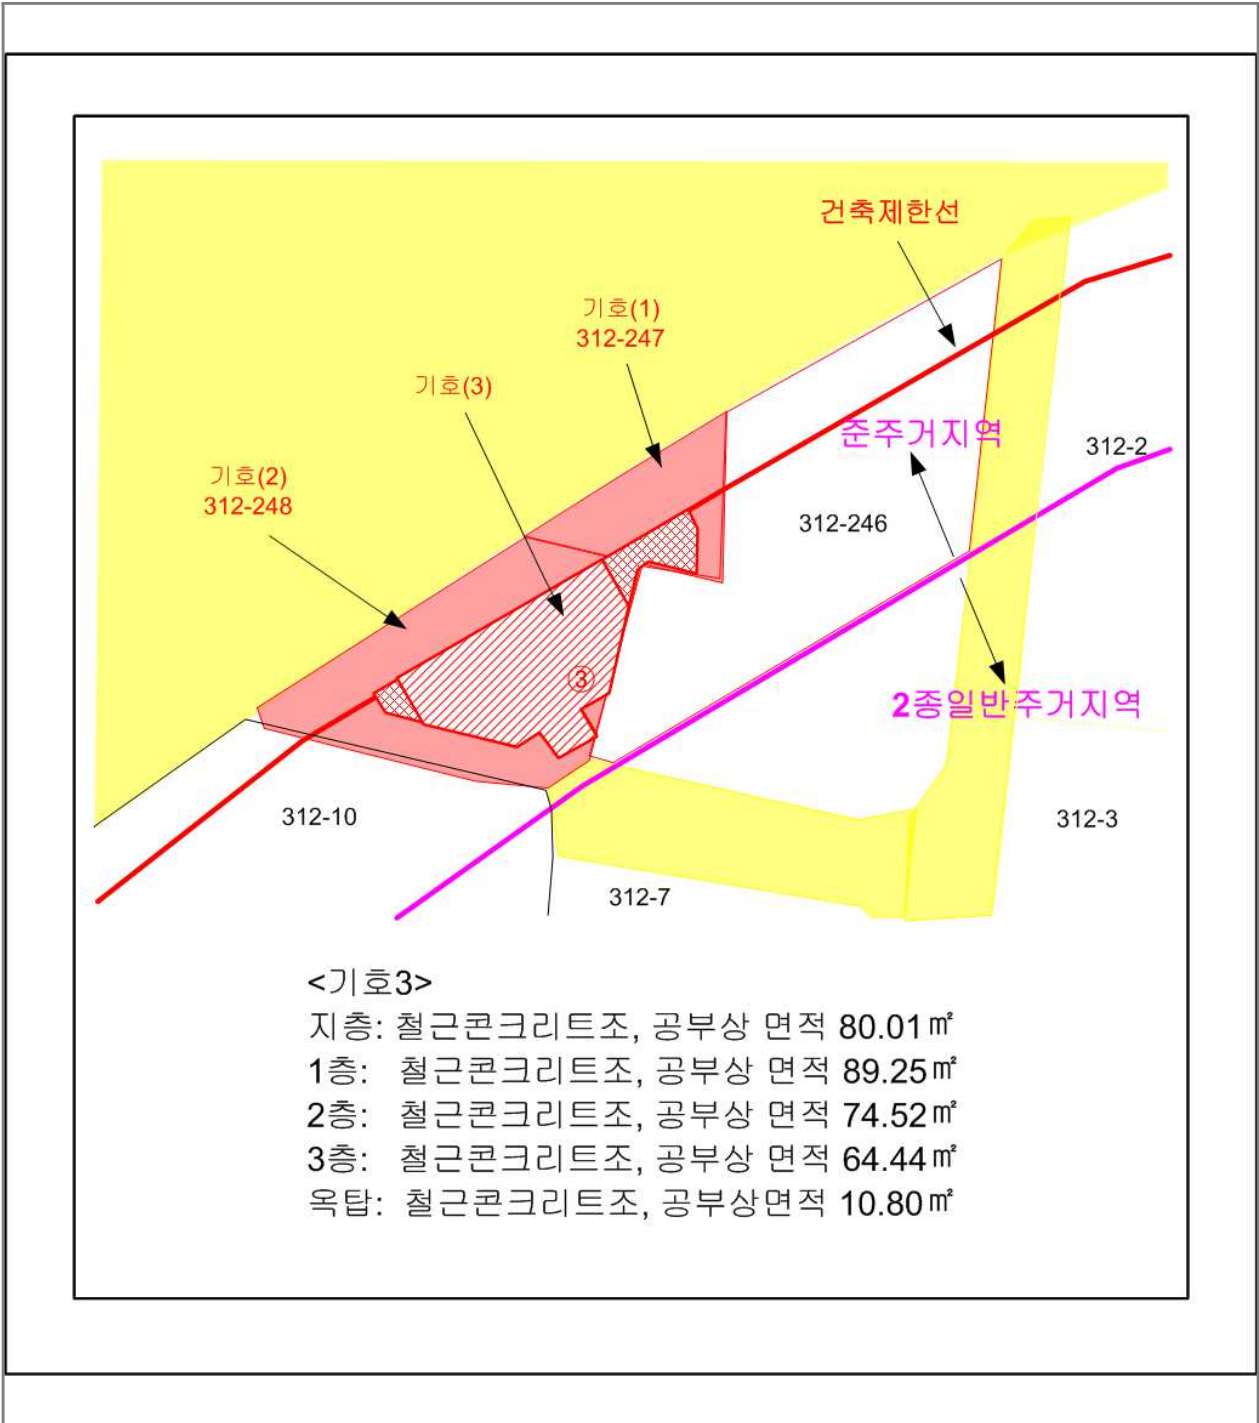 건축제한선
기호(1)
312-247
기호(3)
준주거지역
312-2
기호(2)
312-248
312-246
③
2종일반주거지역
312-10
312-3
312-7
<기호3>
지층: 철근콘크리트조, 공부상 면적 80.01㎡
1층: 철근콘크리트조, 공부상 면적 89.25㎡
2층: 철근콘크리트조, 공부상 면적 74.52㎡
3층: 철근콘크리트조, 공부상 면적 64.44㎡
옥탑: 철근콘크리트조, 공부상면적 10.80㎡